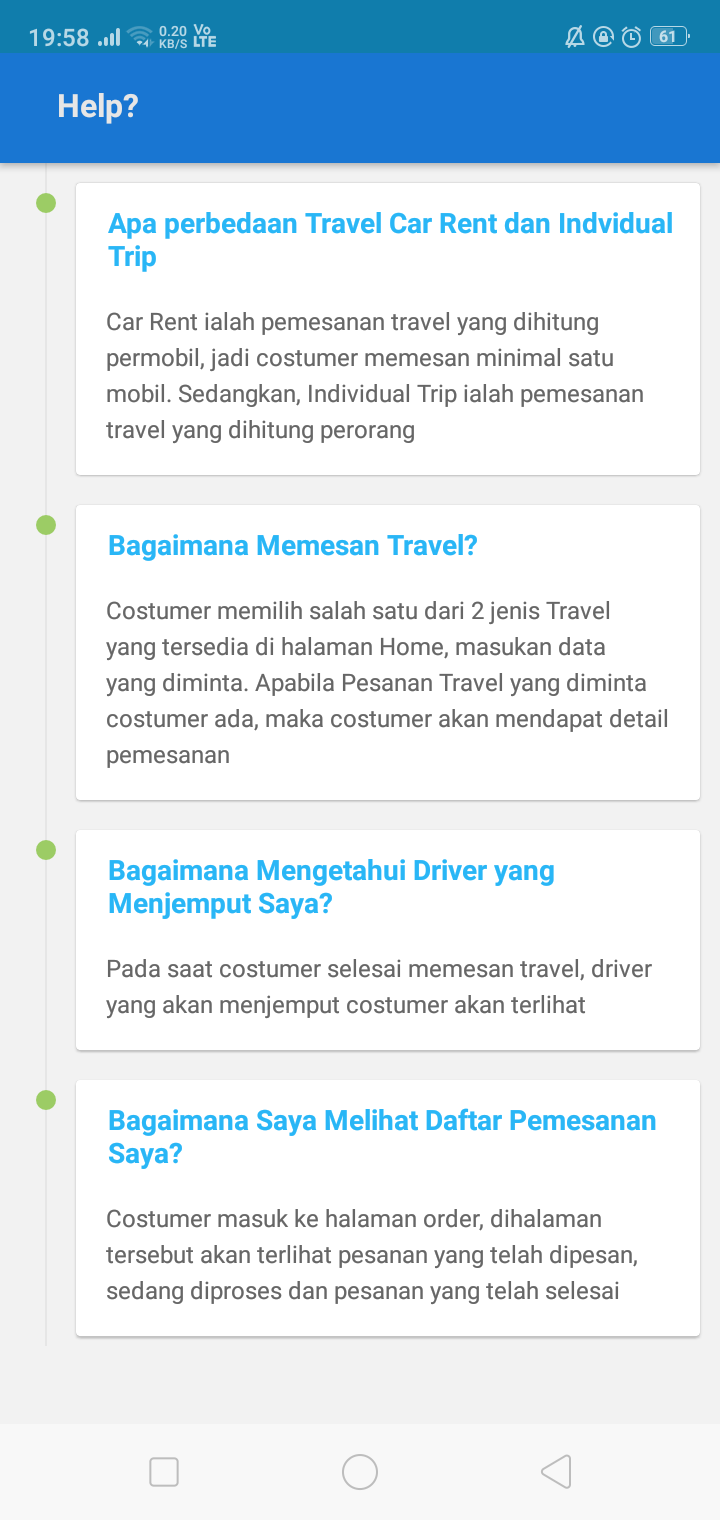 19:58 0.20 KB/S Vo LTE 61
Help?
Apa perbedaan Travel Car Rent dan Indvidual
Trip
Car Rent ialah pemesanan travel yang dihitung
permobil, jadi costumer memesan minimal satu
mobil. Sedangkan, Individual Trip ialah pemesanan
travel yang dihitung perorang
Bagaimana Memesan Travel?
Costumer memilih salah satu dari 2 jenis Travel
yang tersedia di halaman Home, masukan data
yang diminta. Apabila Pesanan Travel yang diminta
costumer ada, maka costumer akan mendapat detail
pemesanan
Bagaimana Mengetahui Driver yang
Menjemput Saya?
Pada saat costumer selesai memesan travel, driver
yang akan menjemput costumer akan terlihat
Bagaimana Saya Melihat Daftar Pemesanan
Saya?
Costumer masuk ke halaman order, dihalaman
tersebut akan terlihat pesanan yang telah dipesan,
sedang diproses dan pesanan yang telah selesai